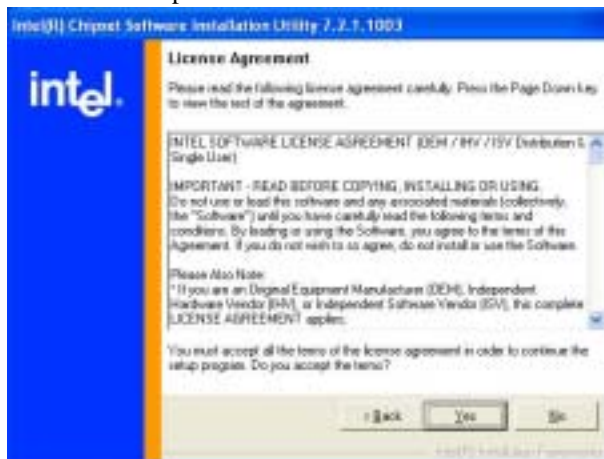 Intel(R) Chipset Software Installation Utility 7.2.1.1003
intel.
License Agreement
Please read the following license agreement carefully. Press the Page Down key
to view the rest of the agreement.
INTEL SOFTWARE LICENSE AGREEMENT (OEM / IHV / ISV Distribution &
Single User)
IMPORTANT - READ BEFORE COPYING, INSTALLING OR USING.
Do not use or load this software and any associated materials (collectively,
the "Software") until you have carefully read the following terms and
conditions. By loading or using the Software, you agree to the terms of this
Agreement. If you do not wish to so agree, do not install or use the Software.
Please Also Note:
* If you are an Original Equipment Manufacturer (OEM), Independent
Hardware Vendor (IHV), or Independent Software Vendor (ISV), this complete
LICENSE AGREEMENT applies;
You must accept all the terms of the license agreement in order to continue the
setup program. Do you accept the terms?
< Back
Yes
No